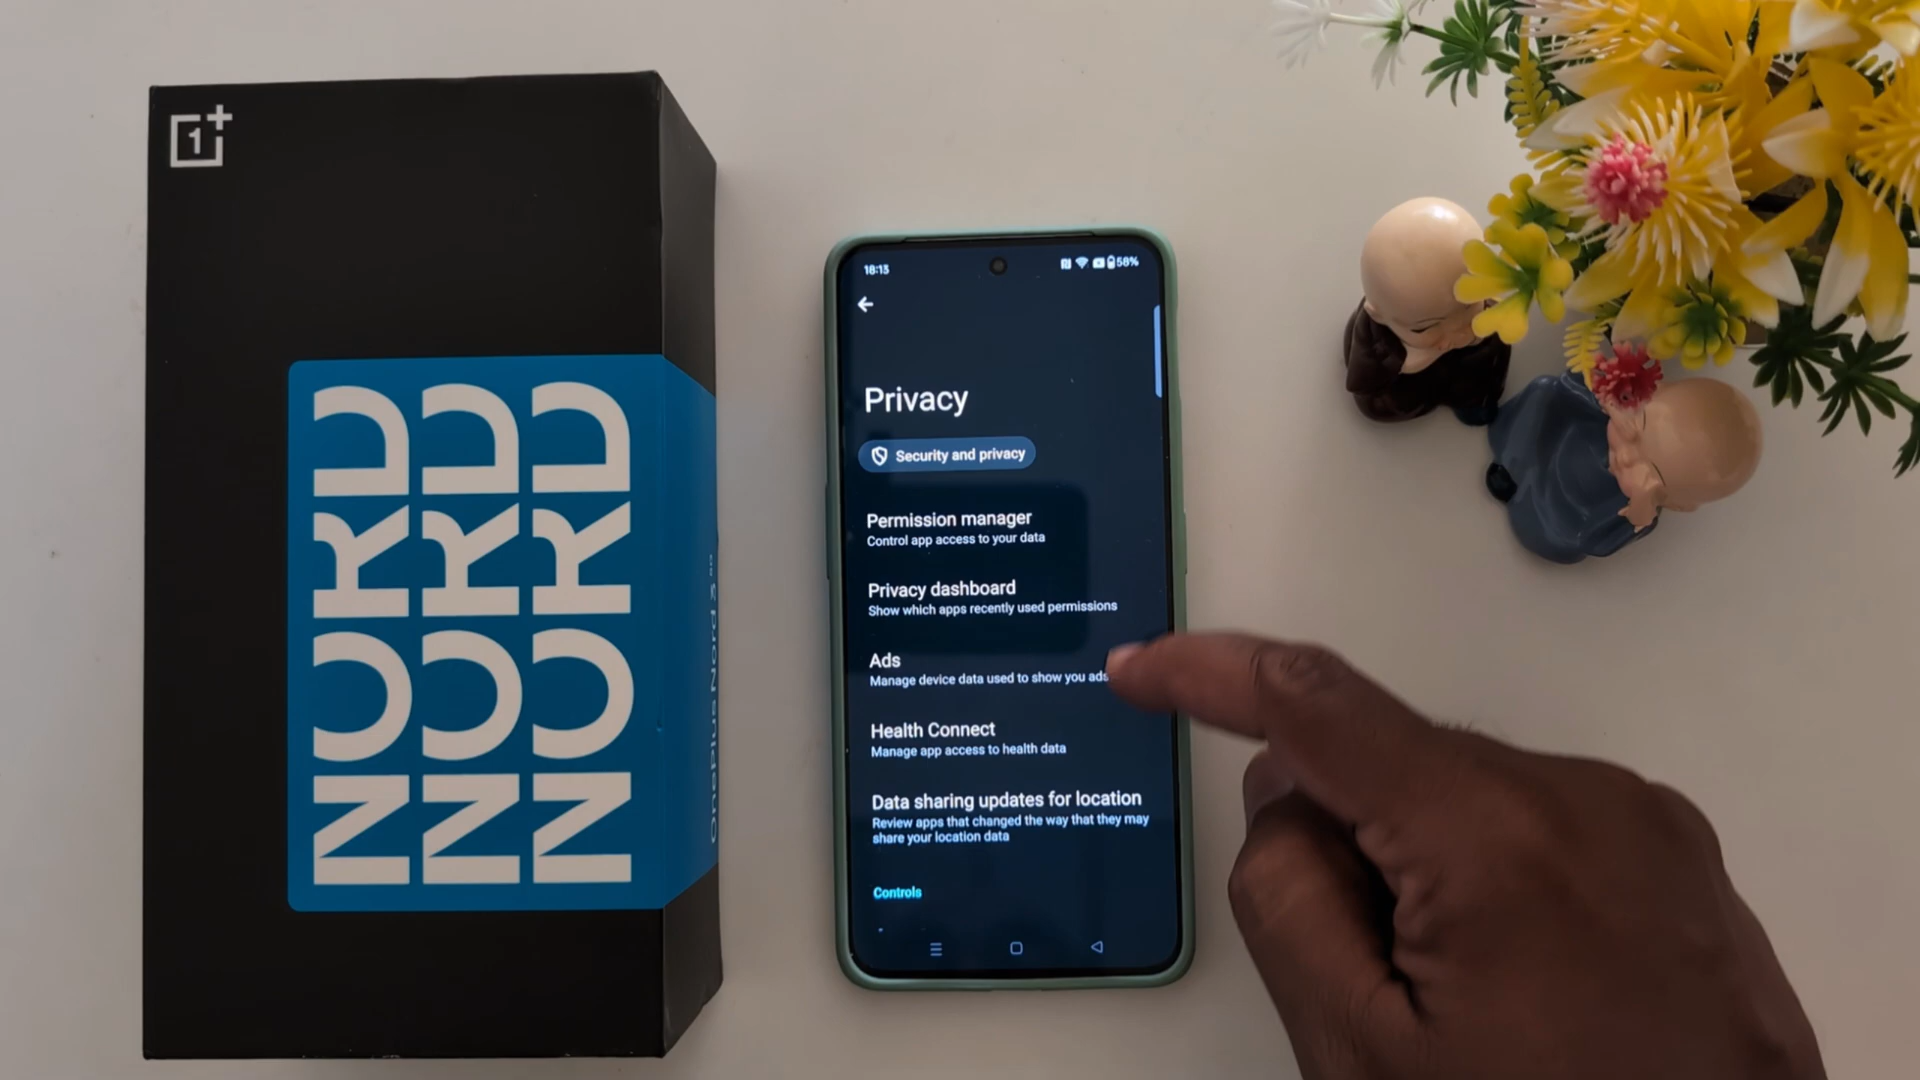 1+
NORD
NORD
NORD
OnePlus Nord 3 5G
18:13
58%
Privacy
Security and privacy
Permission manager
Control app access to your data
Privacy dashboard
Show which apps recently used permissions
Ads
Manage device data used to show you ads
Health Connect
Manage app access to health data
Data sharing updates for location
Review apps that changed the way that they may
share your location data
Controls